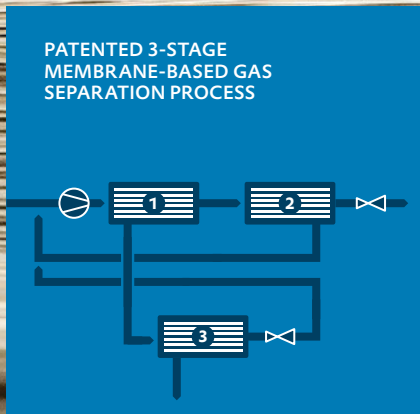 PATENTED 3-STAGE
MEMBRANE-BASED GAS
SEPARATION PROCESS
1
2
3